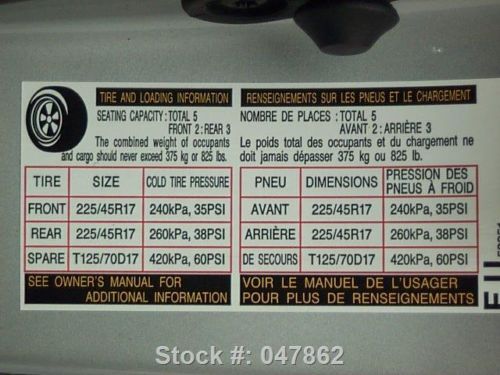 TIRE AND LOADING INFORMATION
SEATING CAPACITY: TOTAL 5
FRONT 2: REAR 3
The combined weight of occupants
and cargo should never exceed 375 kg or 825 lbs.
TIRE SIZE COLD TIRE PRESSURE
FRONT 225/45R17 240kPa, 35PSI
REAR 225/45R17 260kPa, 38PSI
SPARE T125/70D17 420kPa, 60PSI
SEE OWNER'S MANUAL FOR
ADDITIONAL INFORMATION
RENSEIGNEMENTS SUR LES PNEUS ET LE CHARGEMENT
NOMBRE DE PLACES: TOTAL 5
AVANT 2: ARRIÈRE 3
Le poids total des occupants et du chargement ne
doit jamais dépasser 375 kg ou 825 lb.
PNEU DIMENSIONS PRESSION DES
PNEUS À FROID
AVANT 225/45R17 240kPa, 35PSI
ARRIÈRE 225/45R17 260kPa, 38PSI
DE SECOURS T125/70D17 420kPa, 60PSI
VOIR LE MANUEL DE L'USAGER
POUR PLUS DE RENSEIGNEMENTS
Stock #: 047862